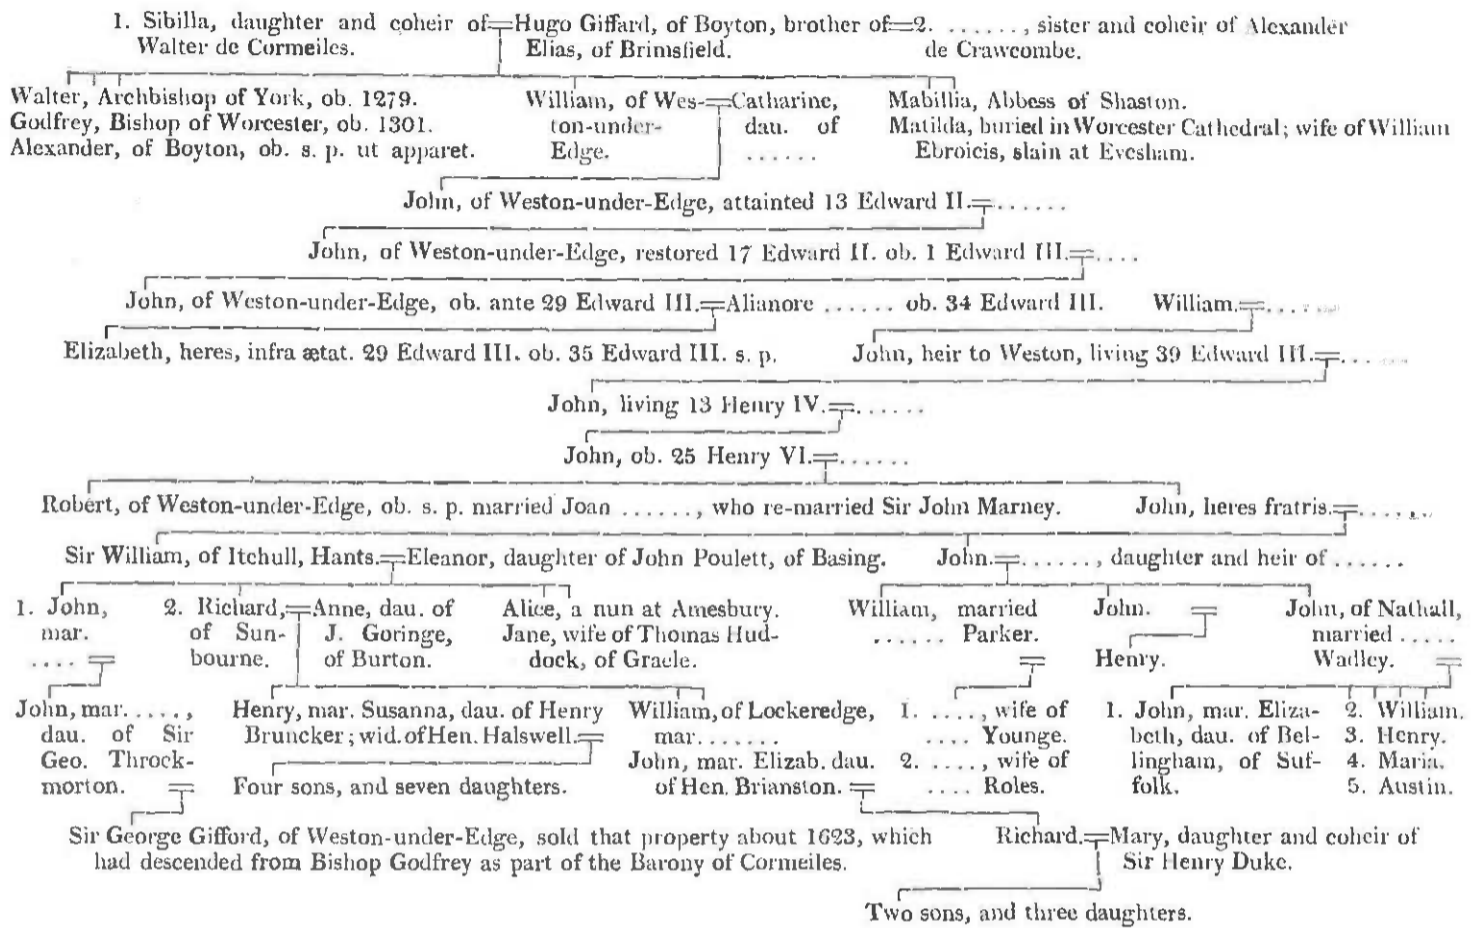 1. Sibilla, daughter and coheir of=Hugo Giffard, of Boyton, brother of=2. ......, sister and coheir of Alexander
Walter de Cormeiles. Elias, of Brimsfield. de Crawcombe.
Walter, Archbishop of York, ob. 1279. William, of Wes-=Catharine, Mabillia, Abbess of Shaston.
Godfrey, Bishop of Worcester, ob. 1301. ton-under- dau. of Matilda, buried in Worcester Cathedral; wife of William
Alexander, of Boyton, ob. s. p. ut apparet. Edge. ...... Ebroicis, slain at Evesham.
John, of Weston-under-Edge, attainted 13 Edward II.=......
John, of Weston-under-Edge, restored 17 Edward II. ob. 1 Edward III.=....
John, of Weston-under-Edge, ob. ante 29 Edward III.=Alianore ...... ob. 34 Edward III. William.=......
Elizabeth, heres, infra ætat. 29 Edward III. ob. 35 Edward III. s. p. John, heir to Weston, living 39 Edward III.=......
John, living 13 Henry IV.=......
John, ob. 25 Henry VI.=......
Robert, of Weston-under-Edge, ob. s. p. married Joan ......, who re-married Sir John Marney. John, heres fratris.=......
Sir William, of Itchull, Hants.=Eleanor, daughter of John Poulett, of Basing. John.=......, daughter and heir of ......
1. John, 2. Richard,=Anne, dau. of Alice, a nun at Amesbury. William, married John. = John, of Nathall,
mar. of Sun- J. Goringe, Jane, wife of Thomas Hud- ...... Parker. married .....
.... = bourne. of Burton. dock, of Gracle. = Henry. Wadley. =
John, mar. ....., Henry, mar. Susanna, dau. of Henry William, of Lockeredge, 1. ...., wife of 1. John, mar. Eliza- 2. William.
dau. of Sir Bruncker; wid. of Hen. Halswell.= mar....... .... Younge. beth, dau. of Bel- 3. Henry.
Geo. Throck- John, mar. Elizab. dau. 2. ...., wife of lingham, of Suf- 4. Maria.
morton. = Four sons, and seven daughters. of Hen. Brianston. = .... Roles. folk. 5. Austin.
Sir George Gifford, of Weston-under-Edge, sold that property about 1623, which Richard.=Mary, daughter and coheir of
had descended from Bishop Godfrey as part of the Barony of Cormeiles. Sir Henry Duke.
Two sons, and three daughters.